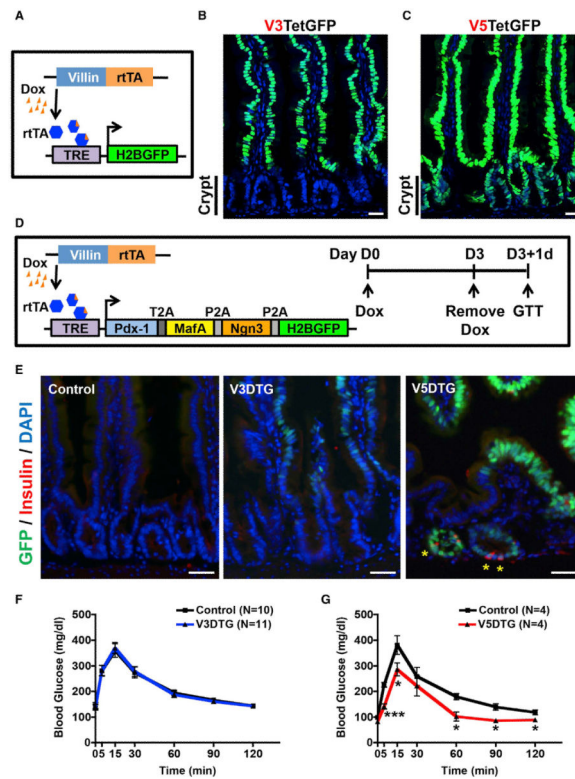 A
Villin rtTA
Dox
rtTA
TRE H2BGFP
B
V3TetGFP
Crypt
C
V5TetGFP
Crypt
D
Villin rtTA
Dox
rtTA
T2A P2A P2A
TRE Pdx-1 MafA Ngn3 H2BGFP
Day D0 D3 D3+1d
Dox Remove GTT
Dox
E
GFP / Insulin / DAPI
Control
V3DTG
V5DTG
*
* *
F
Control (N=10)
V3DTG (N=11)
Blood Glucose (mg/dl)
400
300
200
100
0
0 5 15 30 60 90 120
Time (min)
G
Control (N=4)
V5DTG (N=4)
Blood Glucose (mg/dl)
400
300
200
100
0
*
*** * * *
0 5 15 30 60 90 120
Time (min)